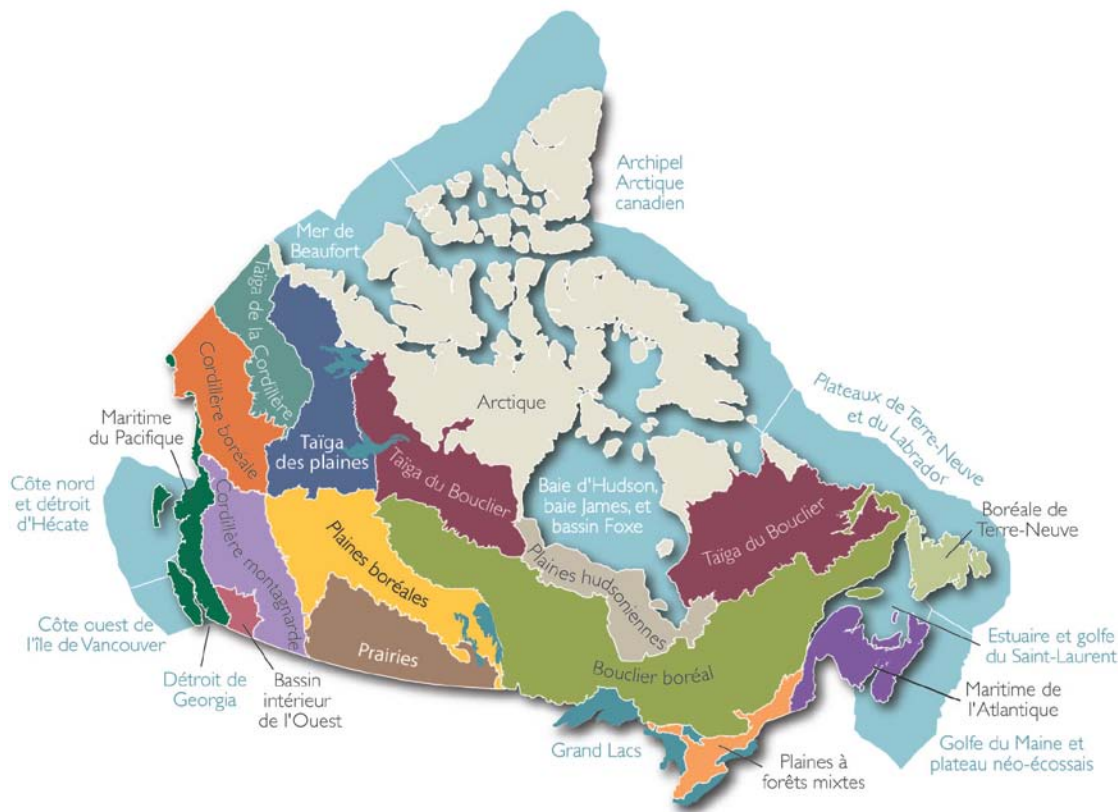 Archipel
Arctique
canadien
Mer de
Beaufort
Taïga de la Cordillère
Cordillère boréale
Maritime
du Pacifique
Arctique
Plateaux de Terre-Neuve
et du Labrador
Taïga
des plaines
Taïga du Bouclier
Côte nord
et détroit
d'Hécate
Baie d'Hudson,
baie James, et
bassin Foxe
Taïga du Bouclier
Boréale de
Terre-Neuve
Cordillère montagnarde
Plaines boréales
Plaines hudsoniennes
Côte ouest de
l'île de Vancouver
Prairies
Bouclier boréal
Estuaire et golfe
du Saint-Laurent
Détroit de
Georgia
Bassin
intérieur
de l'Ouest
Maritime de
l'Atlantique
Grand Lacs
Plaines à
forêts mixtes
Golfe du Maine et
plateau néo-écossais